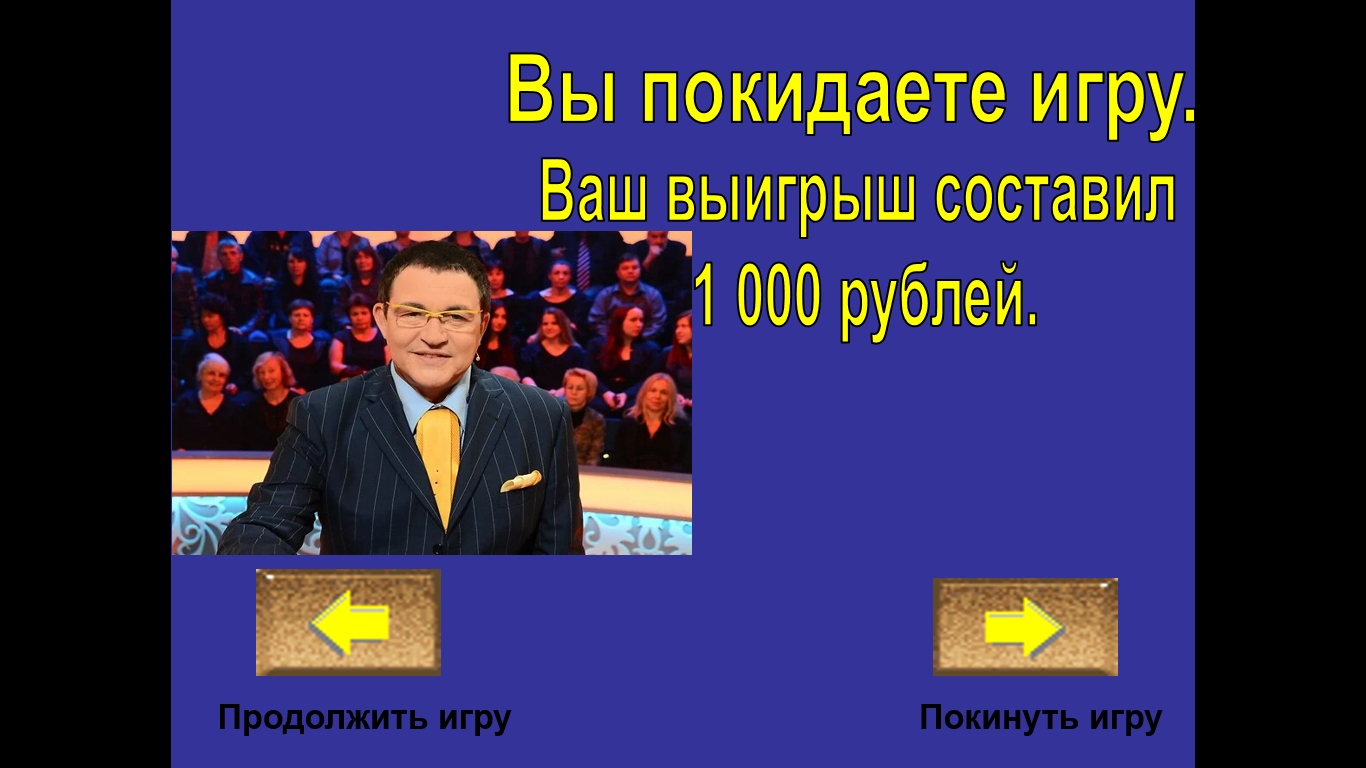 Вы покидаете игру.
Ваш выигрыш составил
1 000 рублей.
Продолжить игру
Покинуть игру